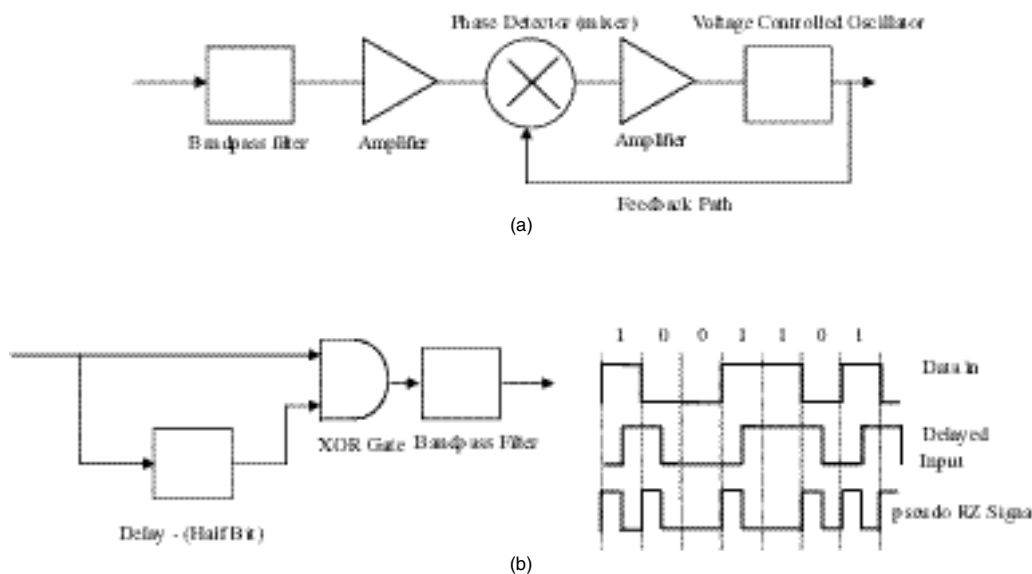 Phase Detector (mixer)
Voltage Controlled Oscillator
Bandpass filter
Amplifier
Amplifier
Feedback Path
(a)
1 0 0 1 1 0 1
Data in
XOR Gate
Bandpass Filter
Delayed
Input
pseudo RZ Signa
Delay - (Half Bit)
(b)